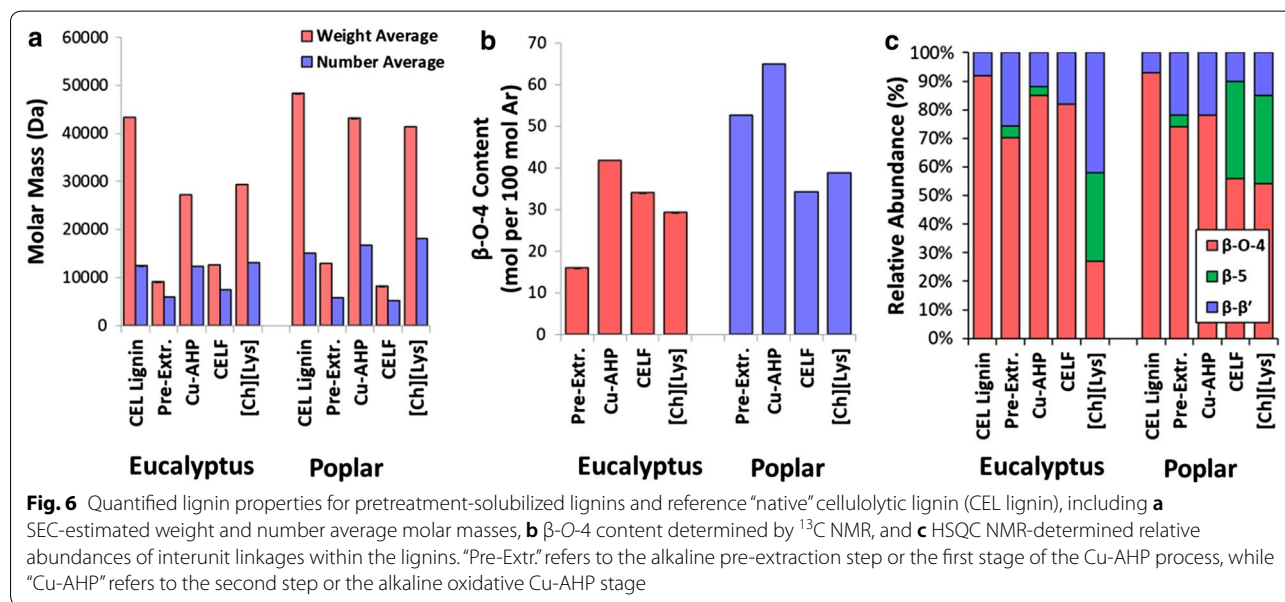 a
60000
50000
40000
30000
20000
10000
0
Molar Mass (Da)
Weight Average
Number Average
CEL Lignin
Pre-Extr.
Cu-AHP
CELF
[Ch][Lys]
CEL Lignin
Pre-Extr.
Cu-AHP
CELF
[Ch][Lys]
Eucalyptus
Poplar
b
70
60
50
40
30
20
10
0
β-O-4 Content
(mol per 100 mol Ar)
Pre-Extr.
Cu-AHP
CELF
[Ch][Lys]
Pre-Extr.
Cu-AHP
CELF
[Ch][Lys]
Eucalyptus
Poplar
c
100%
90%
80%
70%
60%
50%
40%
30%
20%
10%
0%
Relative Abundance (%)
β-O-4
β-5
β-β’
CEL Lignin
Pre-Extr.
Cu-AHP
CELF
[Ch][Lys]
CEL Lignin
Pre-Extr.
Cu-AHP
CELF
[Ch][Lys]
Eucalyptus
Poplar
Fig. 6 Quantified lignin properties for pretreatment-solubilized lignins and reference “native” cellulolytic lignin (CEL lignin), including a
SEC-estimated weight and number average molar masses, b β-O-4 content determined by ¹³C NMR, and c HSQC NMR-determined relative
abundances of interunit linkages within the lignins. “Pre-Extr.” refers to the alkaline pre-extraction step or the first stage of the Cu-AHP process, while
“Cu-AHP” refers to the second step or the alkaline oxidative Cu-AHP stage